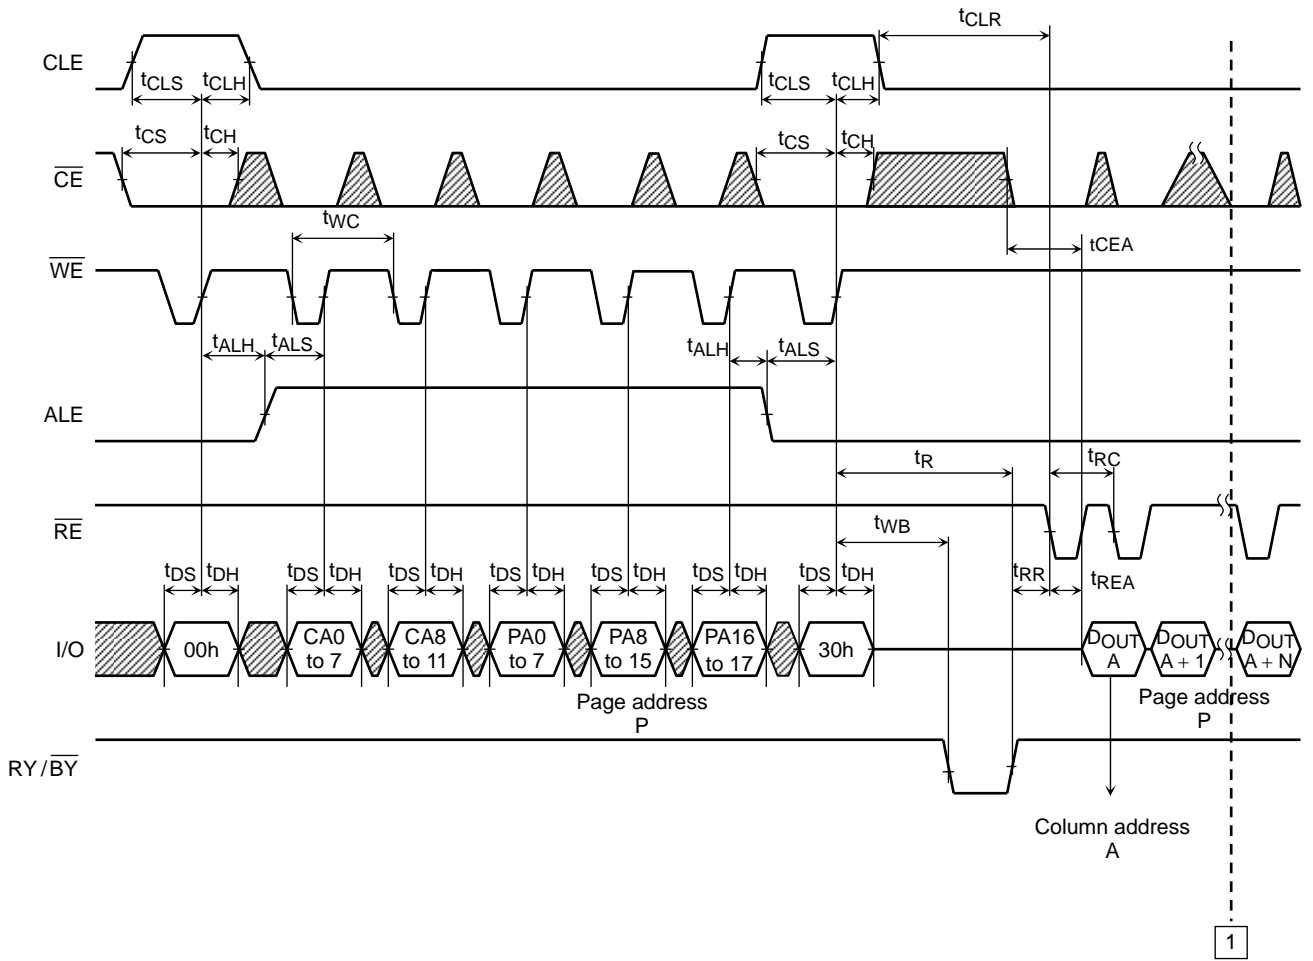 tCLR
CLE
tCLS tCLH tCLS tCLH
tCS tCH tCS tCH
CE
tWC
tCEA
WE
tALH tALS tALH tALS
ALE
tR tRC
RE
tWB
tDS tDH tDS tDH tDS tDH tDS tDH tDS tDH tDS tDH tDS tDH tRR tREA
I/O
00h
CA0
to 7
CA8
to 11
PA0
to 7
PA8
to 15
PA16
to 17
30h
DOUT
A
DOUT
A + 1
DOUT
A + N
Page address
P
Page address
P
RY/BY
Column address
A
1